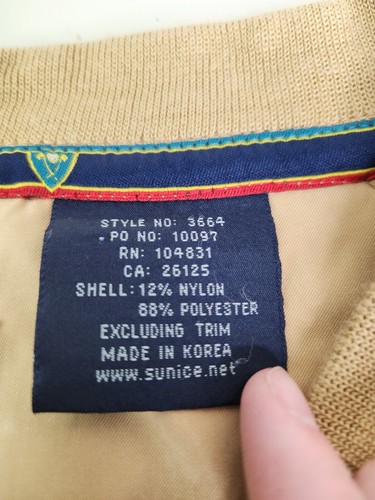 STYLE NO: 3664
PO NO: 10097
RN: 104831
CA: 26125
SHELL: 12% NYLON
88% POLYESTER
EXCLUDING TRIM
MADE IN KOREA
www.sunice.net